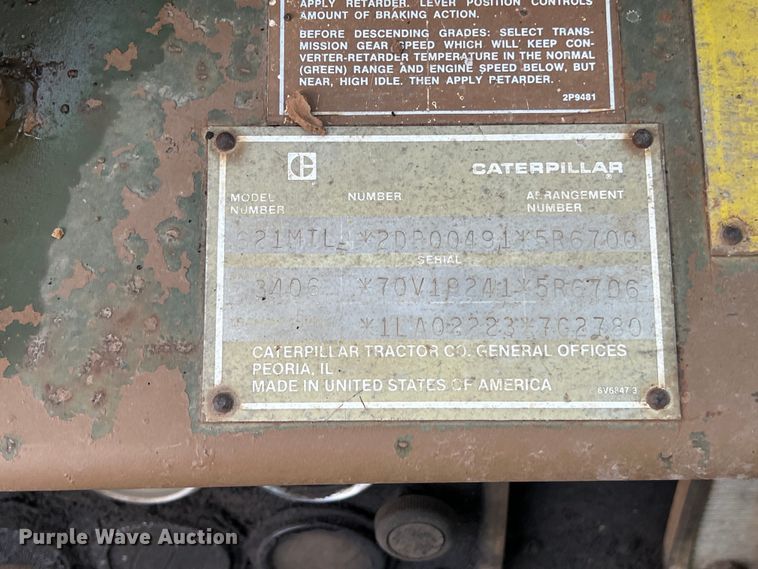 APPLY RETARDER. LEVER POSITION CONTROLS
AMOUNT OF BRAKING ACTION.
BEFORE DESCENDING GRADES: SELECT TRANS-
MISSION GEAR SPEED WHICH WILL KEEP CON-
VERTER-RETARDER TEMPERATURE IN THE NORMAL
(GREEN) RANGE AND ENGINE SPEED BELOW, BUT
NEAR, HIGH IDLE. THEN APPLY RETARDER.
2P9481
CATERPILLAR
MODEL NUMBER ARRANGEMENT
NUMBER NUMBER
*2DB00491*5R6700
SERIAL
3406 *70V18241*5R6706
*1LA02223*7G2780
CATERPILLAR TRACTOR CO. GENERAL OFFICES
PEORIA, IL
MADE IN UNITED STATES OF AMERICA
6V6847 3
Purple Wave Auction